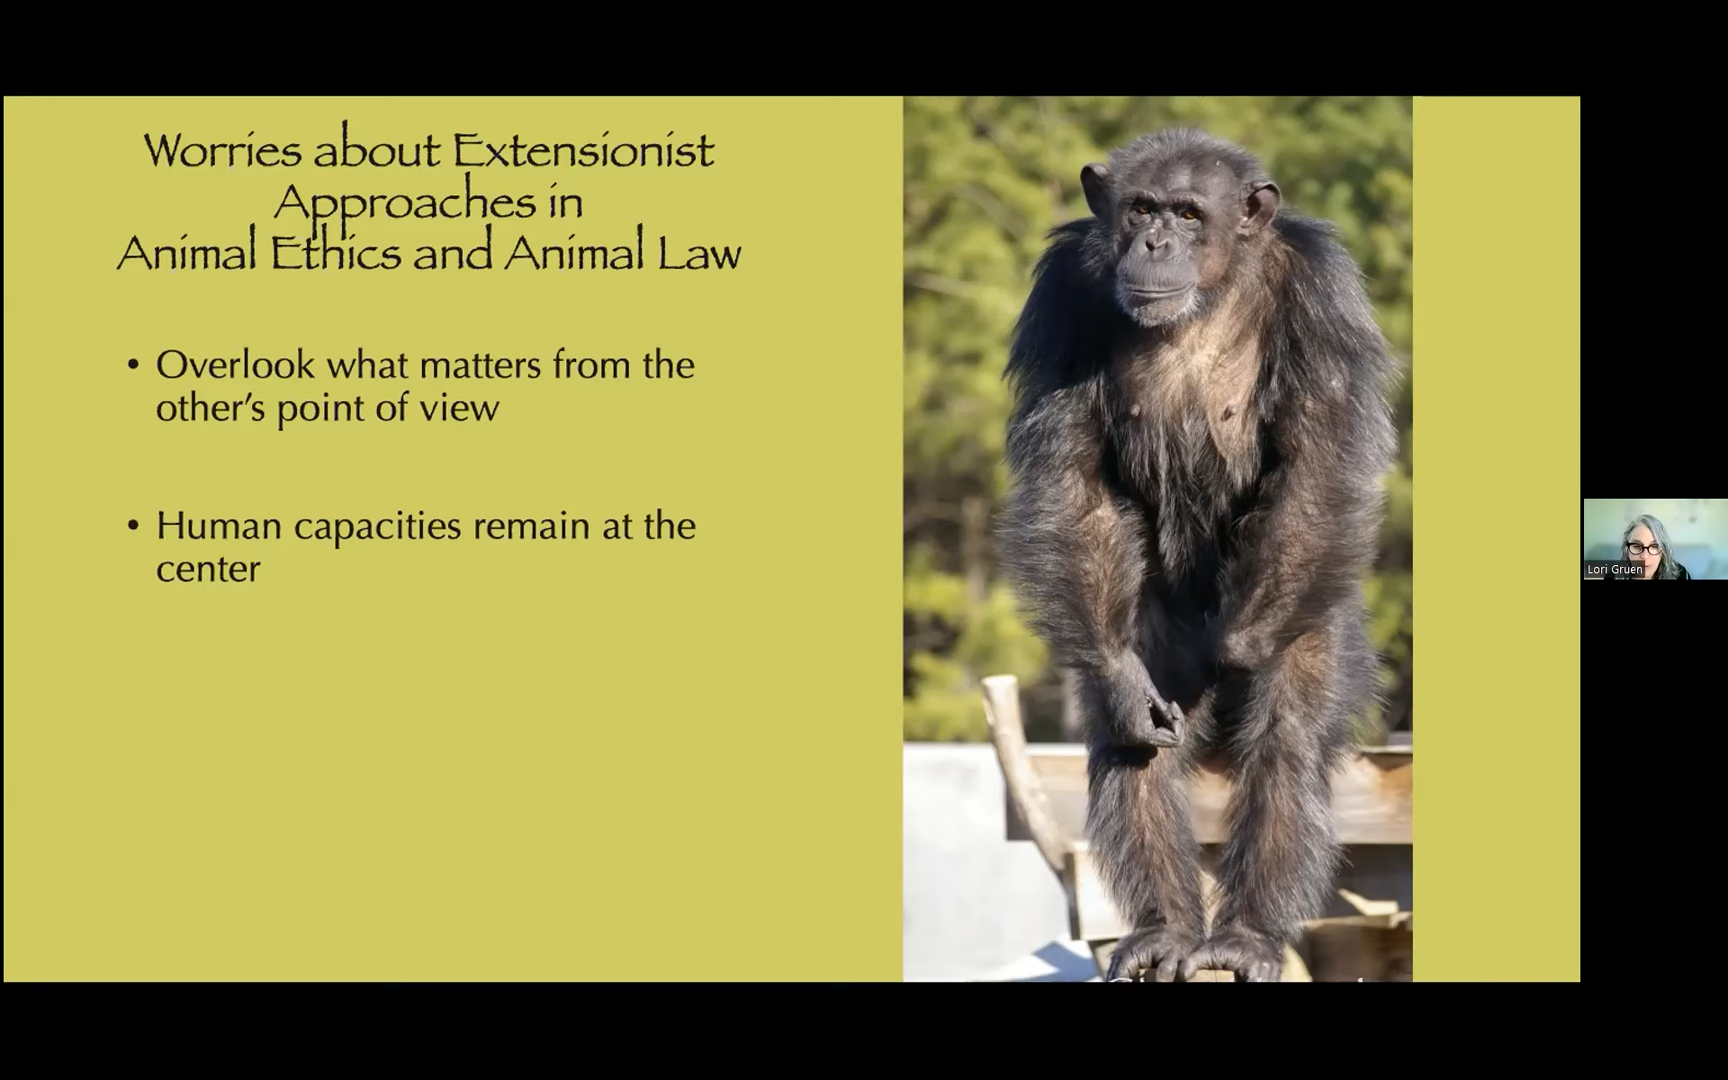 Worries about Extensionist
Approaches in
Animal Ethics and Animal Law
• Overlook what matters from the
other’s point of view
• Human capacities remain at the
center
Lori Gruen